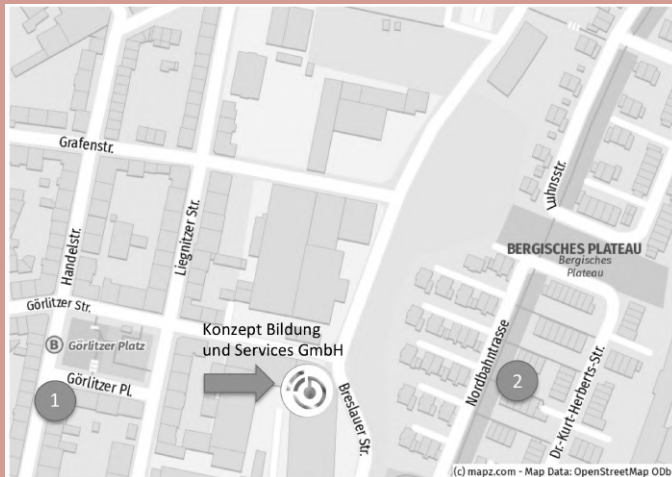 Grafenstr.
Luhnsstr.
Handelstr.
Liegnitzer Str.
BERGISCHES PLATEAU
Bergisches
Plateau
Görlitzer Str.
Konzept Bildung
und Services GmbH
B
Görlitzer Platz
Görlitzer Pl.
1
2
Nordbahntrasse
Breslauer Str.
Dr.-Kurt-Herberts-Str.
(c) mapz.com - Map Data: OpenStreetMap ODb